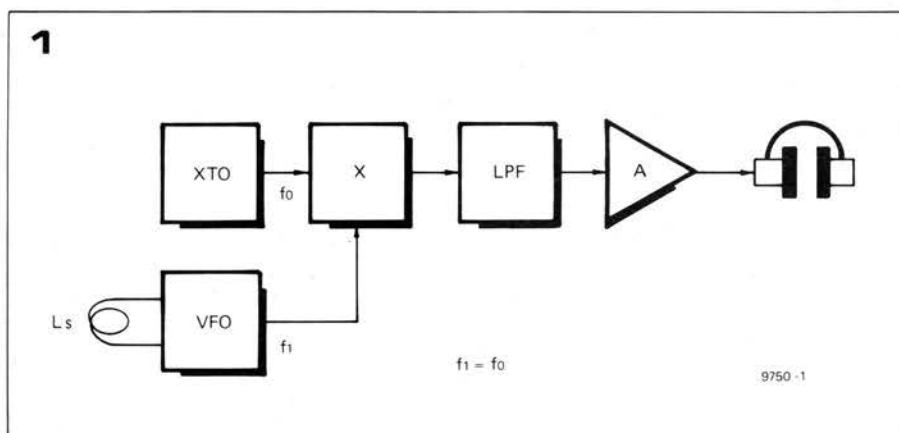 1
XTO
X
LPF
A
f0
Ls
VFO
f1
f1 = f0
9750 - 1